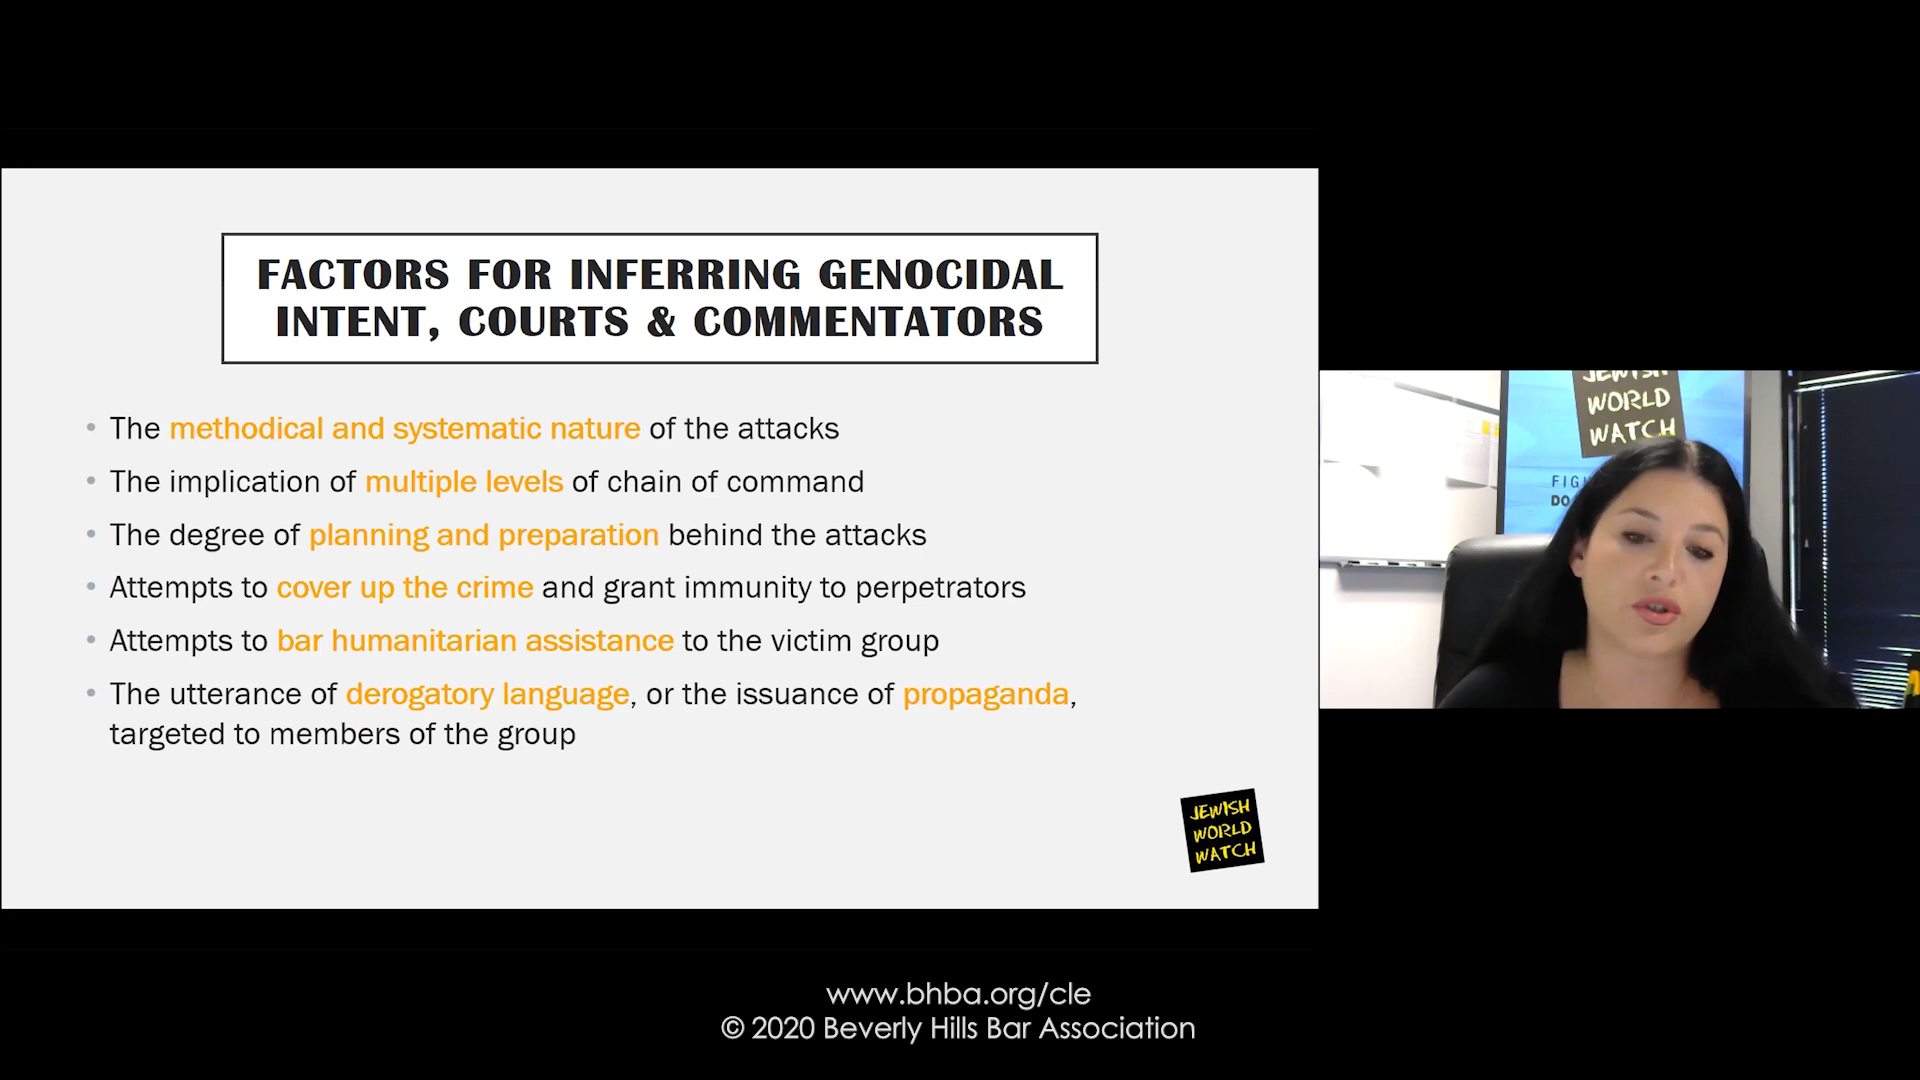 FACTORS FOR INFERRING GENOCIDAL
INTENT, COURTS & COMMENTATORS
• The methodical and systematic nature of the attacks
• The implication of multiple levels of chain of command
• The degree of planning and preparation behind the attacks
• Attempts to cover up the crime and grant immunity to perpetrators
• Attempts to bar humanitarian assistance to the victim group
• The utterance of derogatory language, or the issuance of propaganda,
targeted to members of the group
JEWISH
WORLD
WATCH
JEWISH
WORLD
WATCH
DO
www.bhba.org/cle
© 2020 Beverly Hills Bar Association